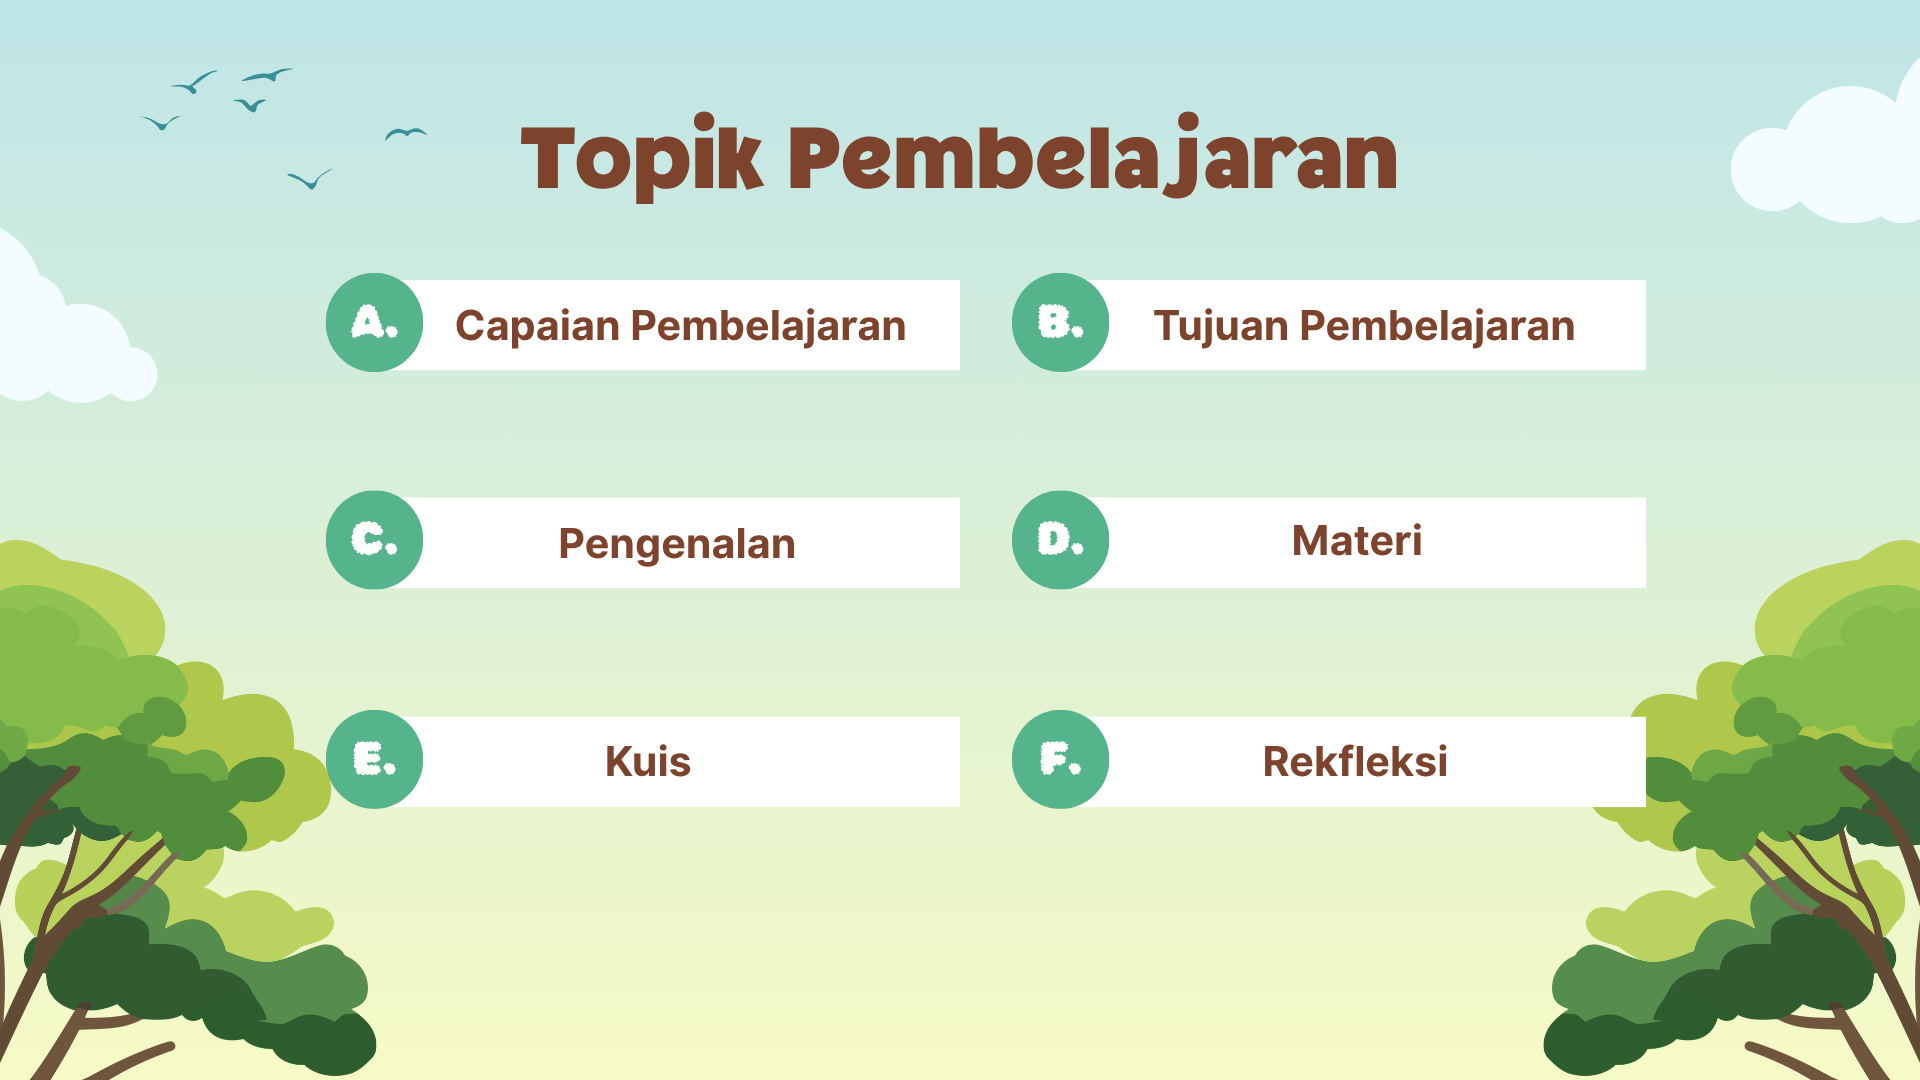 Topik Pembelajaran
A. Capaian Pembelajaran
B. Tujuan Pembelajaran
C. Pengenalan
D. Materi
E. Kuis
F. Rekfleksi